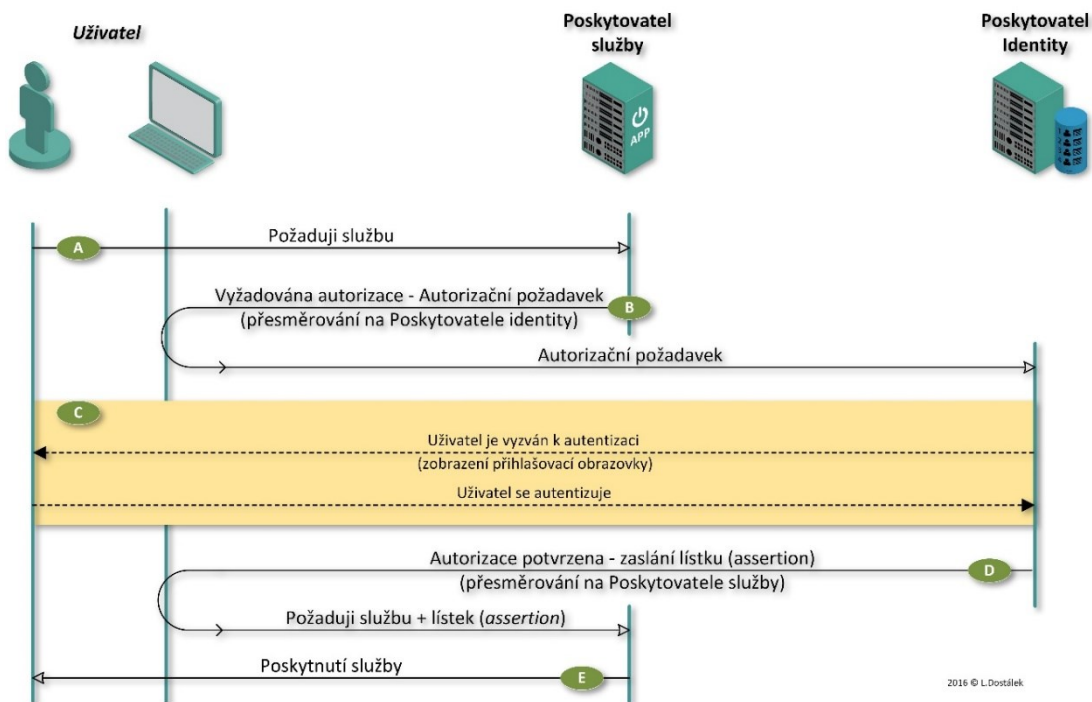 Uživatel
Poskytovatel
služby
Poskytovatel
Identity
APP
A
Požaduji službu
Vyžadována autorizace - Autorizační požadavek
B
(přesměrování na Poskytovatele identity)
Autorizační požadavek
C
Uživatel je vyzván k autentizaci
(zobrazení přihlašovací obrazovky)
Uživatel se autentizuje
Autorizace potvrzena - zaslání lístku (assertion)
D
(přesměrování na Poskytovatele služby)
Požaduji službu + lístek (assertion)
Poskytnutí služby
E
2016 © L.Dostálek